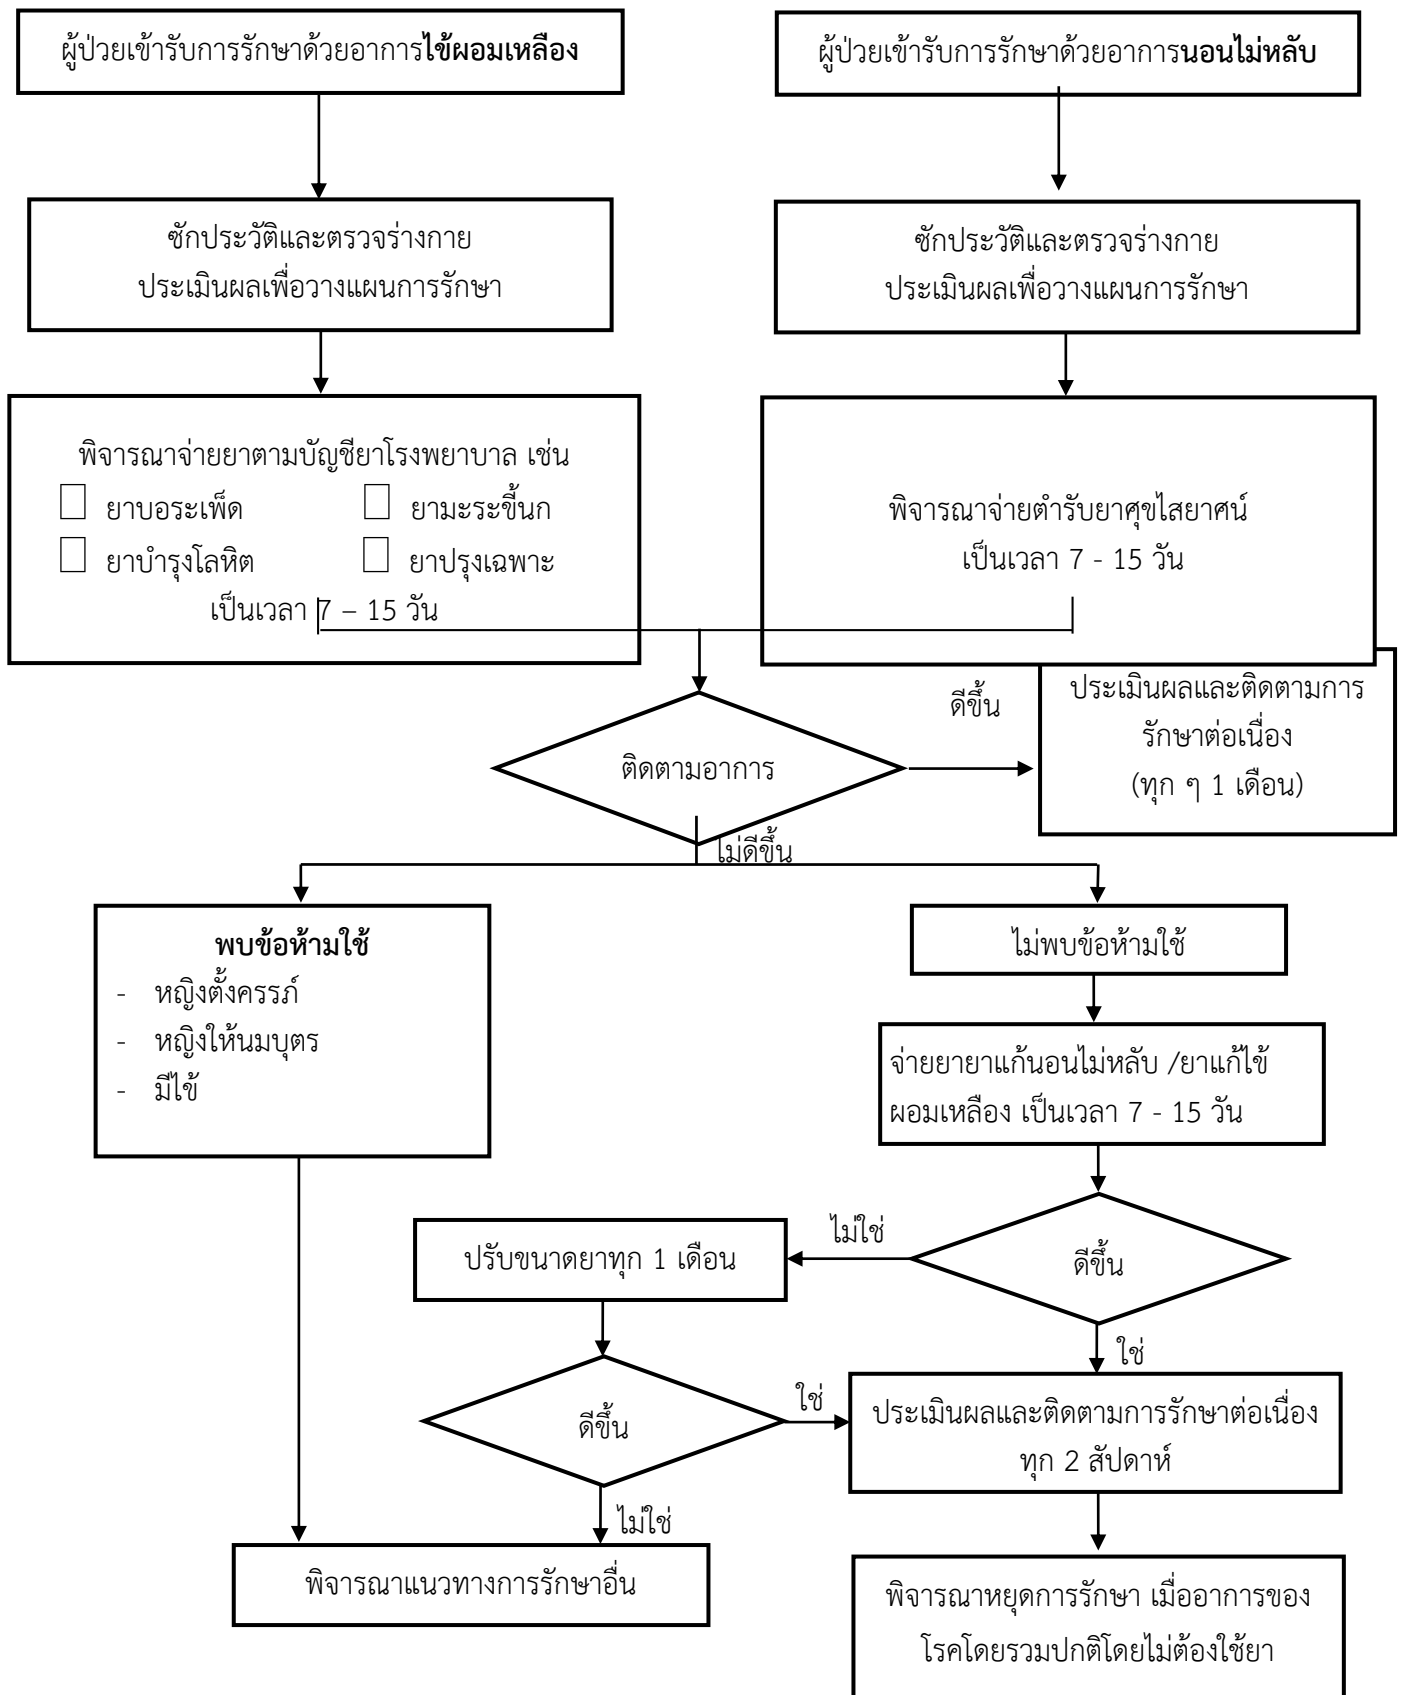 ผู้ป่วยเข้ารับการรักษาด้วยอาการไข้ผอมเหลือง
ผู้ป่วยเข้ารับการรักษาด้วยอาการนอนไม่หลับ
ซักประวัติและตรวจร่างกาย
ประเมินผลเพื่อวางแผนการรักษา
ซักประวัติและตรวจร่างกาย
ประเมินผลเพื่อวางแผนการรักษา
พิจารณาจ่ายยาตามบัญชียาโรงพยาบาล เช่น
ยาบอระเพ็ด
ยามะระขี้นก
ยาบำรุงโลหิต
ยาปรุงเฉพาะ
เป็นเวลา 7 – 15 วัน
พิจารณาจ่ายตำรับยาศุขไสยาศน์
เป็นเวลา 7 - 15 วัน
ติดตามอาการ
ดีขึ้น
ประเมินผลและติดตามการ
รักษาต่อเนื่อง
(ทุก ๆ 1 เดือน)
ไม่ดีขึ้น
พบข้อห้ามใช้
- หญิงตั้งครรภ์
- หญิงให้นมบุตร
- มีไข้
ไม่พบข้อห้ามใช้
จ่ายยายาแก้นอนไม่หลับ /ยาแก้ไข้
ผอมเหลือง เป็นเวลา 7 - 15 วัน
ดีขึ้น
ไม่ใช่
ปรับขนาดยาทุก 1 เดือน
ใช่
ดีขึ้น
ใช่
ประเมินผลและติดตามการรักษาต่อเนื่อง
ทุก 2 สัปดาห์
ไม่ใช่
พิจารณาแนวทางการรักษาอื่น
พิจารณาหยุดการรักษา เมื่ออาการของ
โรคโดยรวมปกติโดยไม่ต้องใช้ยา